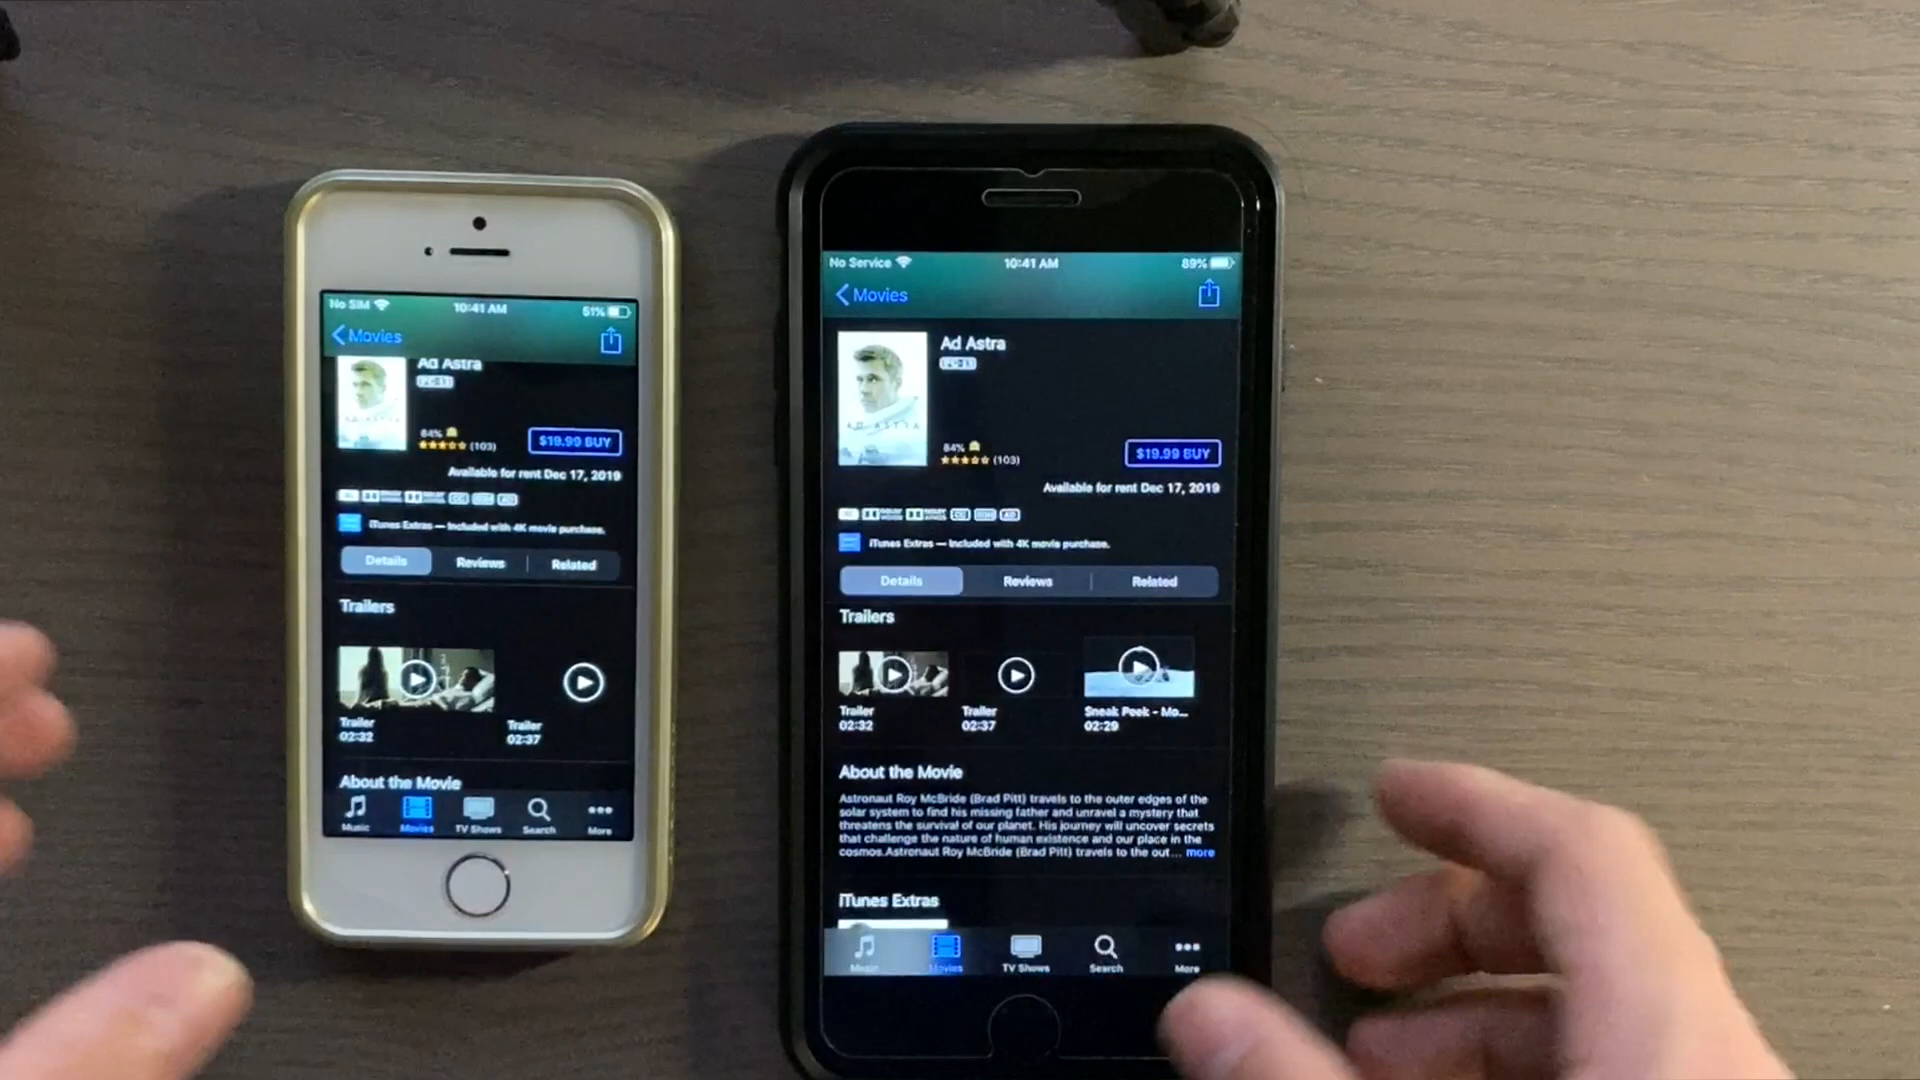 No SIM
10:41 AM
51%
Movies
Ad Astra
PG-13
84%
(103)
$19.99 BUY
Available for rent Dec 17, 2019
iTunes Extras — Included with 4K movie purchase.
Details
Reviews
Related
Trailers
Trailer
02:32
Trailer
02:37
About the Movie
Music
Movies
TV Shows
Search
More
No Service
10:41 AM
89%
Movies
Ad Astra
PG-13
AD ASTRA
84%
(103)
$19.99 BUY
Available for rent Dec 17, 2019
iTunes Extras — Included with 4K movie purchase.
Details
Reviews
Related
Trailers
Trailer
02:32
Trailer
02:37
Sneak Peek - Mo...
02:29
About the Movie
Astronaut Roy McBride (Brad Pitt) travels to the outer edges of the
solar system to find his missing father and unravel a mystery that
threatens the survival of our planet. His journey will uncover secrets
that challenge the nature of human existence and our place in the
cosmos.Astronaut Roy McBride (Brad Pitt) travels to the out... more
iTunes Extras
Music
Movies
TV Shows
Search
More